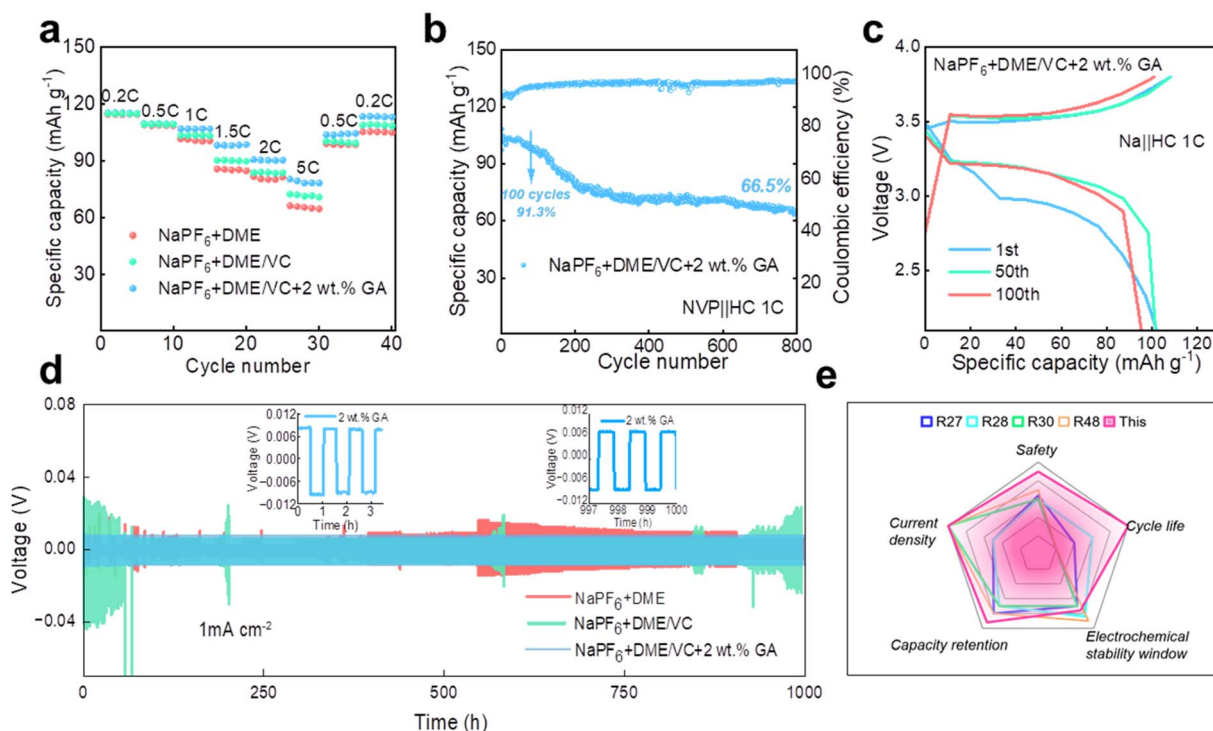 a
Specific capacity (mAh g⁻¹)
150
120
90
60
30
0.2C
0.5C
1C
1.5C
2C
5C
0.5C
0.2C
NaPF₆+DME
NaPF₆+DME/VC
NaPF₆+DME/VC+2 wt.% GA
0 10 20 30 40
Cycle number
b
Specific capacity (mAh g⁻¹)
150
120
90
60
30
100 cycles
91.3%
66.5%
NaPF₆+DME/VC+2 wt.% GA
NVP||HC 1C
0 200 400 600 800
Cycle number
100
80
60
40
20
Coulombic efficiency (%)
c
Voltage (V)
4.0
3.5
3.0
2.5
NaPF₆+DME/VC+2 wt.% GA
Na||HC 1C
1st
50th
100th
0 20 40 60 80 100 120
Specific capacity (mAh g⁻¹)
d
Voltage (V)
0.08
0.04
0.00
−0.04
Voltage (V)
0.012
0.006
0.000
−0.006
−0.012
2 wt.% GA
0 1 2 3
Time (h)
Voltage (V)
0.012
0.006
0.000
−0.006
−0.012
2 wt.% GA
997 998 999 1000
Time (h)
1mA cm⁻²
NaPF₆+DME
NaPF₆+DME/VC
NaPF₆+DME/VC+2 wt.% GA
0 250 500 750 1000
Time (h)
e
R27 R28 R30 R48 This
Safety
Current
density
Cycle life
Capacity retention
Electrochemical
stability window